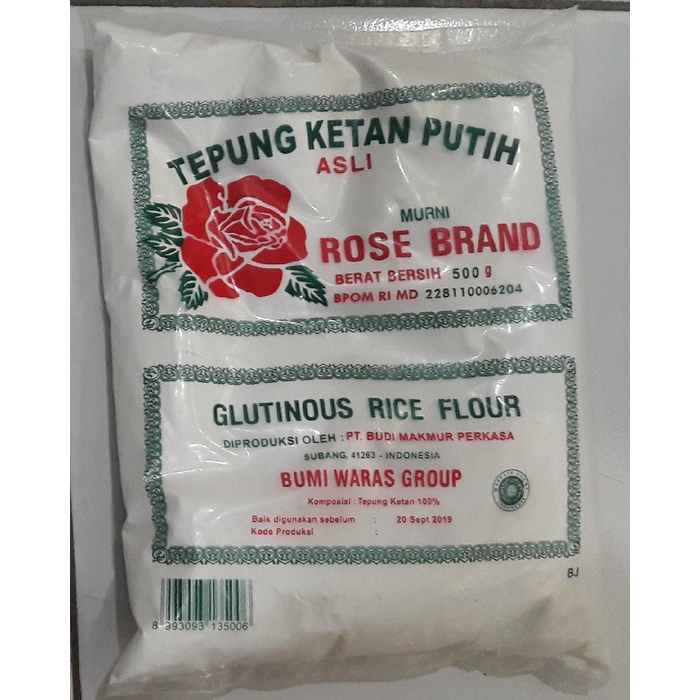 TEPUNG KETAN PUTIH
ASLI
MURNI
ROSE BRAND
BERAT BERSIH 500 g
BPOM RI MD 228110006204
GLUTINOUS RICE FLOUR
DIPRODUKSI OLEH : PT. BUDI MAKMUR PERKASA
SUBANG, 41263 - INDONESIA
BUMI WARAS GROUP
Komposisi : Tepung Ketan 100%
Baik digunakan sebelum : 20 Sept 2019
Kode Produksi :
BJ
8 993093 135006